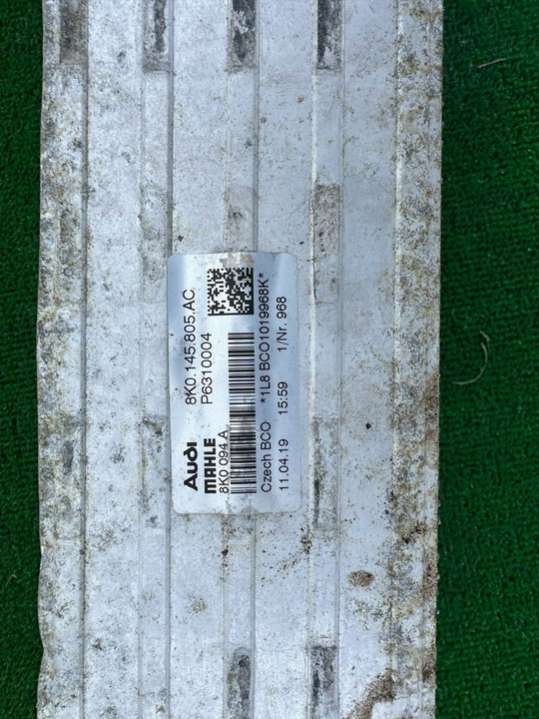 Audi 8K0.145.805.AC
MAHLE P6310004
8K0 094 A
Czech BCO *1L8 BCO1019968K*
11.04.19 15:59 1/Nr. 968